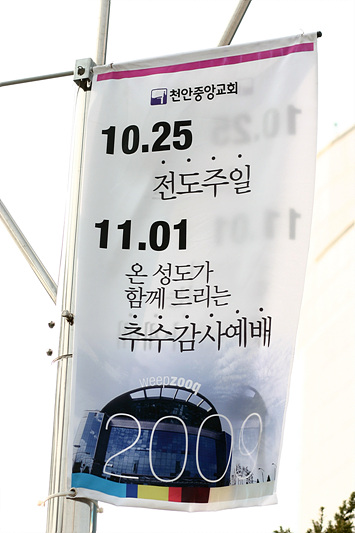 천안중앙교회
10.25
전도주일
11.01
온 성도가
함께 드리는
추수감사예배
weepzoon
2009